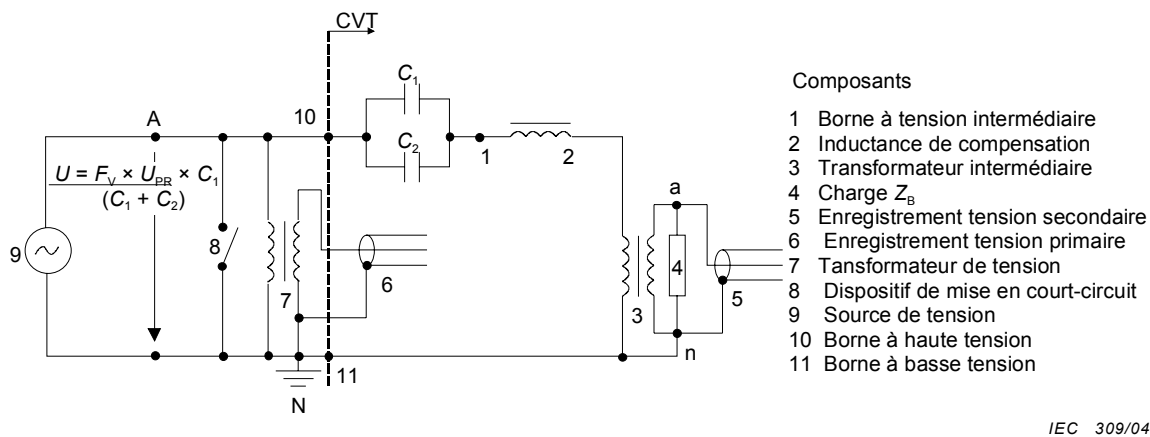 CVT
C1
10
A
C2
1
2
U = FV × UPR × C1
(C1 + C2)
a
8
9
4
6
7
3
5
n
11
N
Composants
1 Borne à tension intermédiaire
2 Inductance de compensation
3 Transformateur intermédiaire
4 Charge ZB
5 Enregistrement tension secondaire
6 Enregistrement tension primaire
7 Tansformateur de tension
8 Dispositif de mise en court-circuit
9 Source de tension
10 Borne à haute tension
11 Borne à basse tension
IEC 309/04